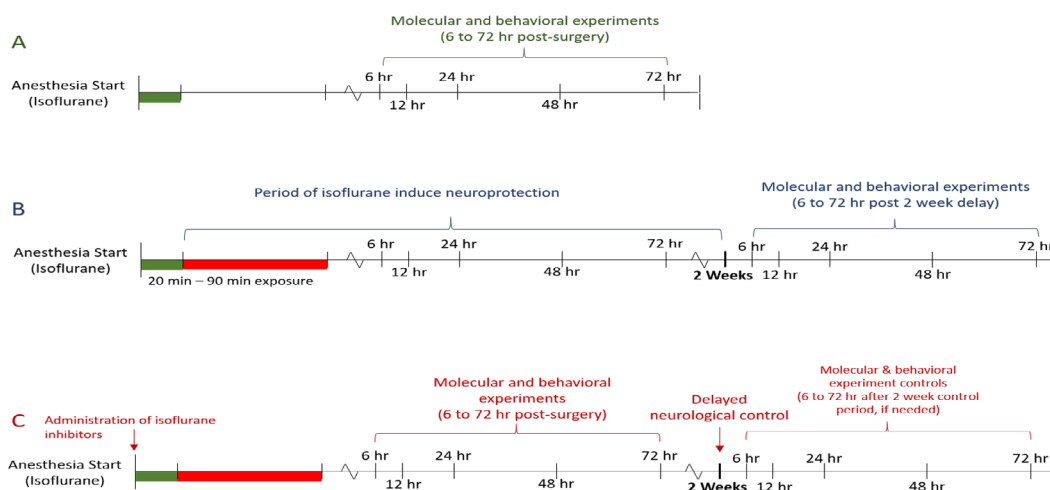 Molecular and behavioral experiments
(6 to 72 hr post-surgery)
A
Anesthesia Start
(Isoflurane)
6 hr
24 hr
72 hr
12 hr
48 hr
Period of isoflurane induce neuroprotection
Molecular and behavioral experiments
(6 to 72 hr post 2 week delay)
B
Anesthesia Start
(Isoflurane)
6 hr
24 hr
72 hr
6 hr
24 hr
72 hr
20 min – 90 min exposure
12 hr
48 hr
2 Weeks
12 hr
48 hr
Molecular and behavioral
experiments
(6 to 72 hr post-surgery)
Delayed
neurological control
Molecular & behavioral
experiment controls
(6 to 72 hr after 2 week control
period, if needed)
C
Administration of isoflurane
inhibitors
Anesthesia Start
(Isoflurane)
6 hr
24 hr
72 hr
6 hr
24 hr
72 hr
12 hr
48 hr
2 Weeks
12 hr
48 hr